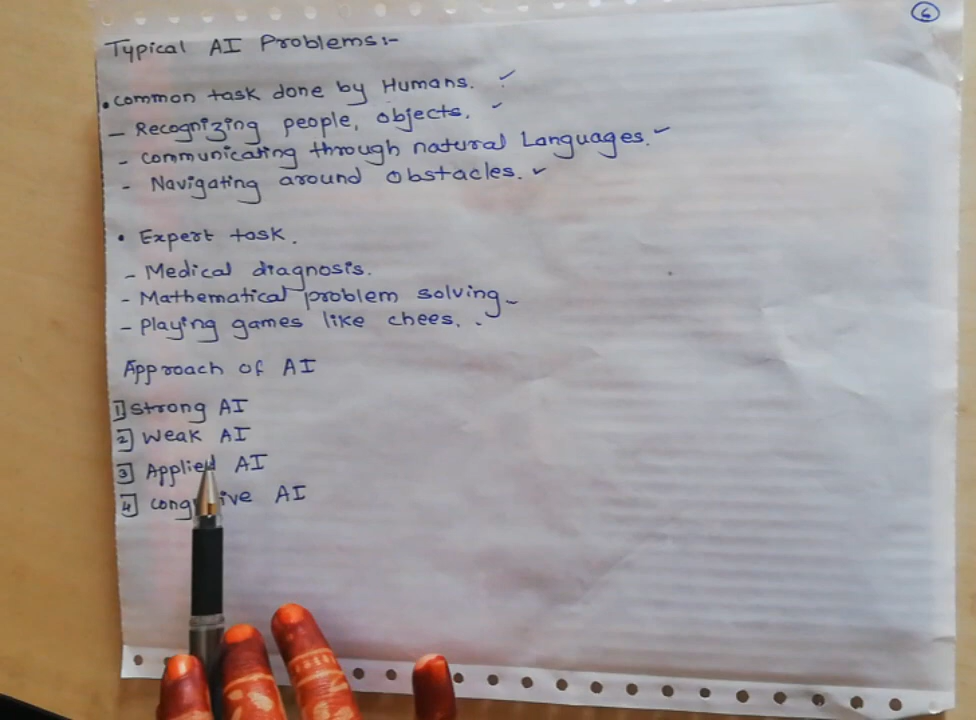 6
Typical AI Problems:-
• common task done by Humans. ✓
- Recognizing people, objects. ✓
- communicating through natural Languages. ✓
- Navigating around obstacles. ✓
• Expert task.
- Medical diagnosis.
- Mathematical problem solving
- Playing games like chees.
Approach of AI
1] Strong AI
2] Weak AI
3] Applied AI
4] AI